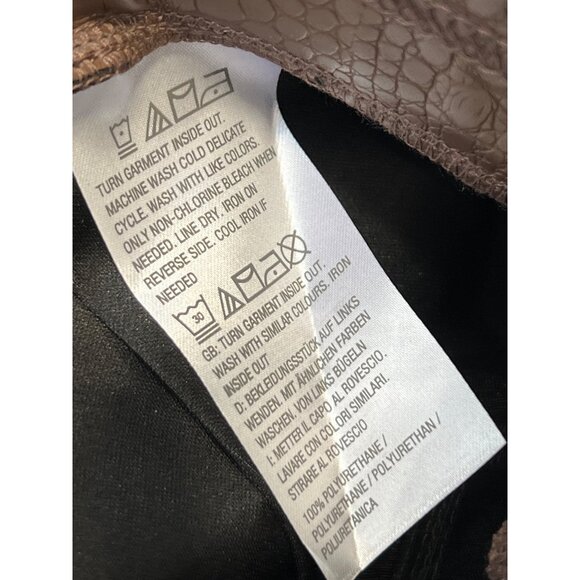 TURN GARMENT INSIDE OUT.
MACHINE WASH COLD DELICATE
CYCLE. WASH WITH LIKE COLORS.
ONLY NON-CHLORINE BLEACH WHEN
NEEDED. LINE DRY. IRON ON
REVERSE SIDE. COOL IRON IF
NEEDED
30
GB: TURN GARMENT INSIDE OUT.
WASH WITH SIMILAR COLOURS. IRON
INSIDE OUT
D: BEKLEIDUNGSSTÜCK AUF LINKS
WENDEN. MIT ÄHNLICHEN FARBEN
WASCHEN. VON LINKS BÜGELN
I: METTER IL CAPO AL ROVESCIO.
LAVARE CON COLORI SIMILARI.
STIRARE AL ROVESCIO
100% POLYURETHANE /
POLYURETHANE / POLYURETHAN /
POLIURETANICA